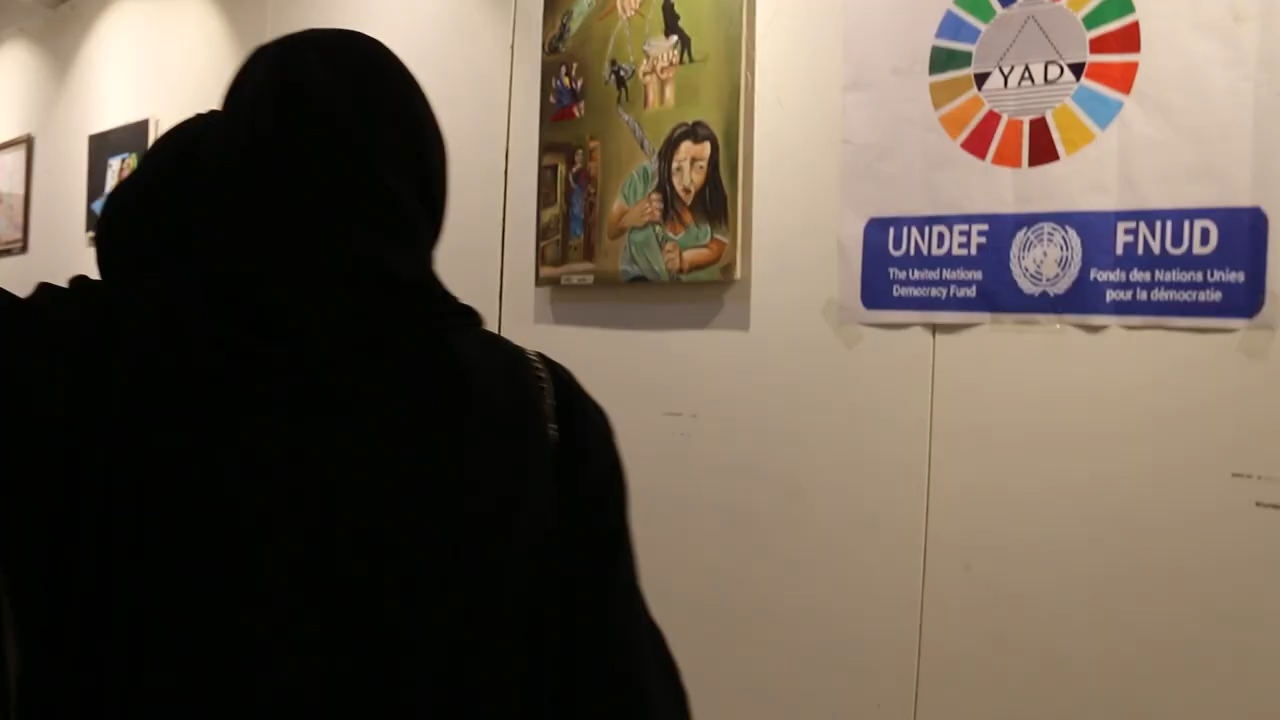 YAD
UNDEF
The United Nations
Democracy Fund
FNUD
Fonds des Nations Unies
pour la démocratie